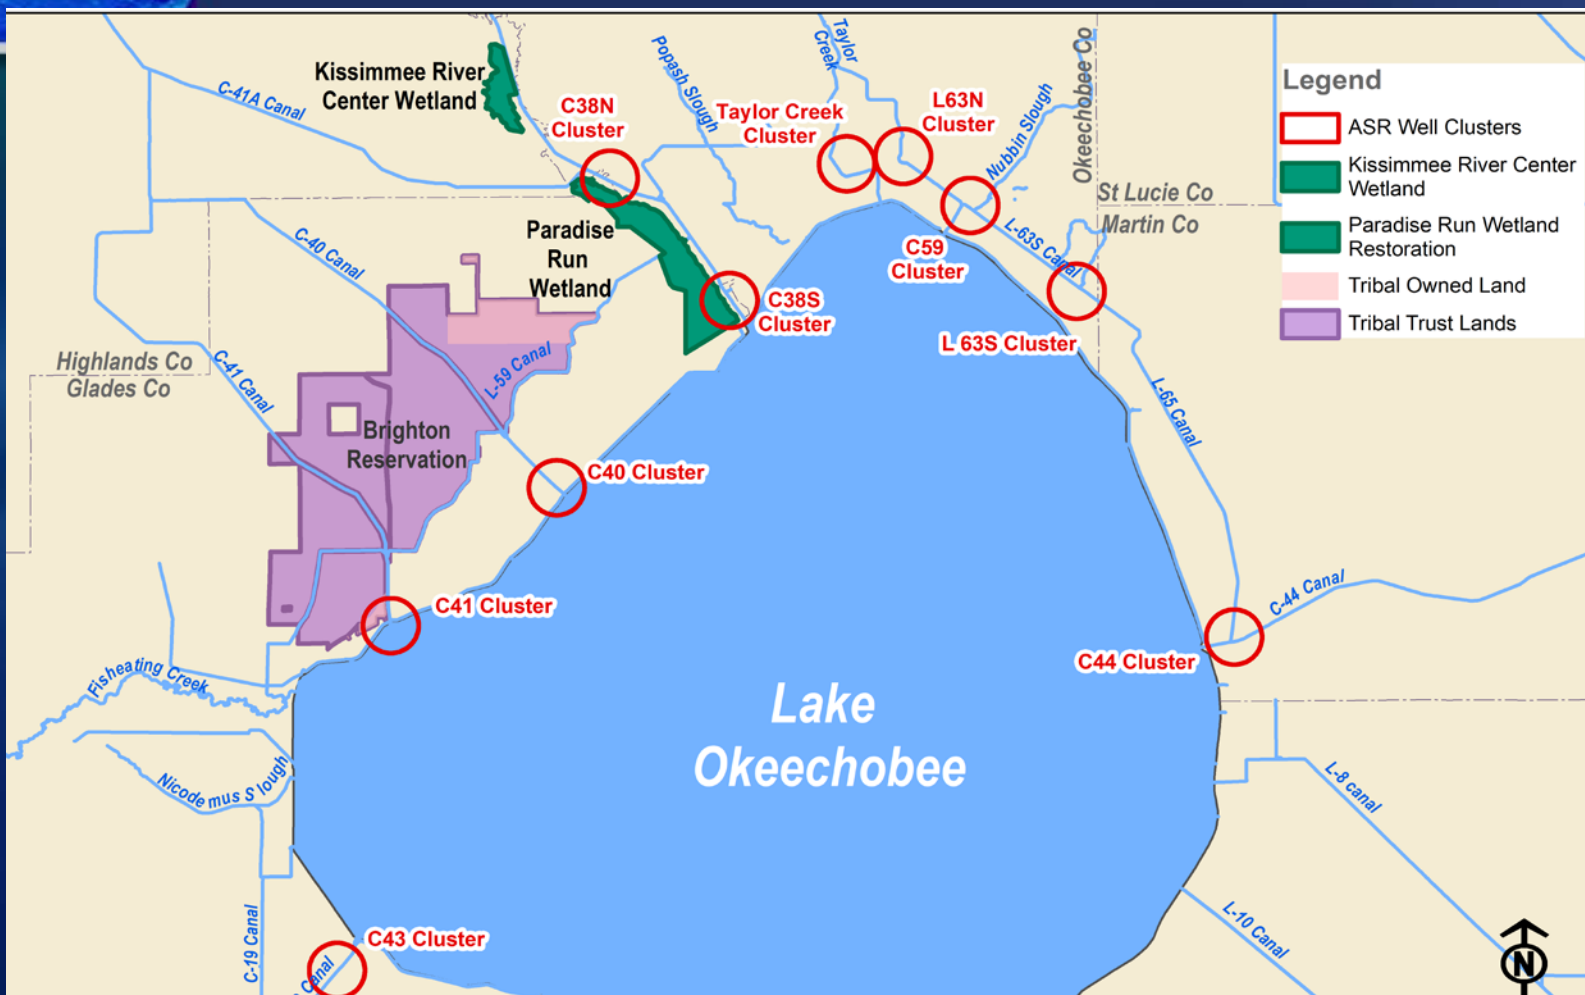 Kissimmee River
Center Wetland
C-41A Canal
C38N
Cluster
Popash Slough
Taylor
Creek
Taylor Creek
Cluster
L63N
Cluster
Nubbin Slough
Okeechobee Co
St Lucie Co
Martin Co
Legend
ASR Well Clusters
Kissimmee River Center
Wetland
Paradise Run Wetland
Restoration
Tribal Owned Land
Tribal Trust Lands
C-40 Canal
Paradise
Run
Wetland
C59
Cluster
L-63S Canal
C38S
Cluster
L 63S Cluster
Highlands Co
Glades Co
C-41 Canal
L-59 Canal
L-65 Canal
Brighton
Reservation
C40 Cluster
C41 Cluster
C-44 Canal
C44 Cluster
Fisheating Creek
Lake
Okeechobee
Nicodemus Slough
L-8 canal
C-19 Canal
C43 Cluster
Canal
L-10 Canal
N